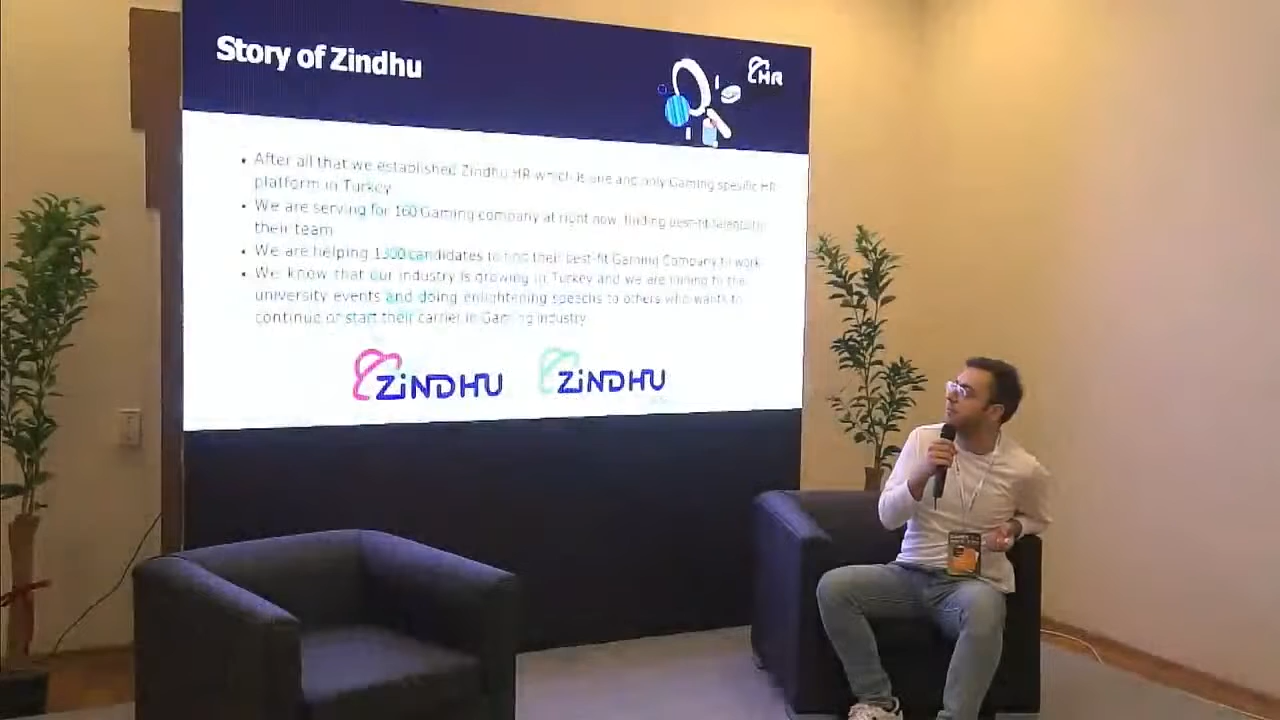 Story of Zindhu
HR
• After all that we established Zindhu HR which is one and only Gaming spesific HR
platform in Turkey
• We are serving for 160 Gaming company at right now, finding best-fit talent to
their team
• We are helping 1300 candidates to find their best-fit Gaming Company to work
• We know that our industry is growing in Turkey and we are to the
university events and doing enlightening speechs to others who wants to
continue or start their carrier in Gaming industry
ZiNDHU
ZiNDHU